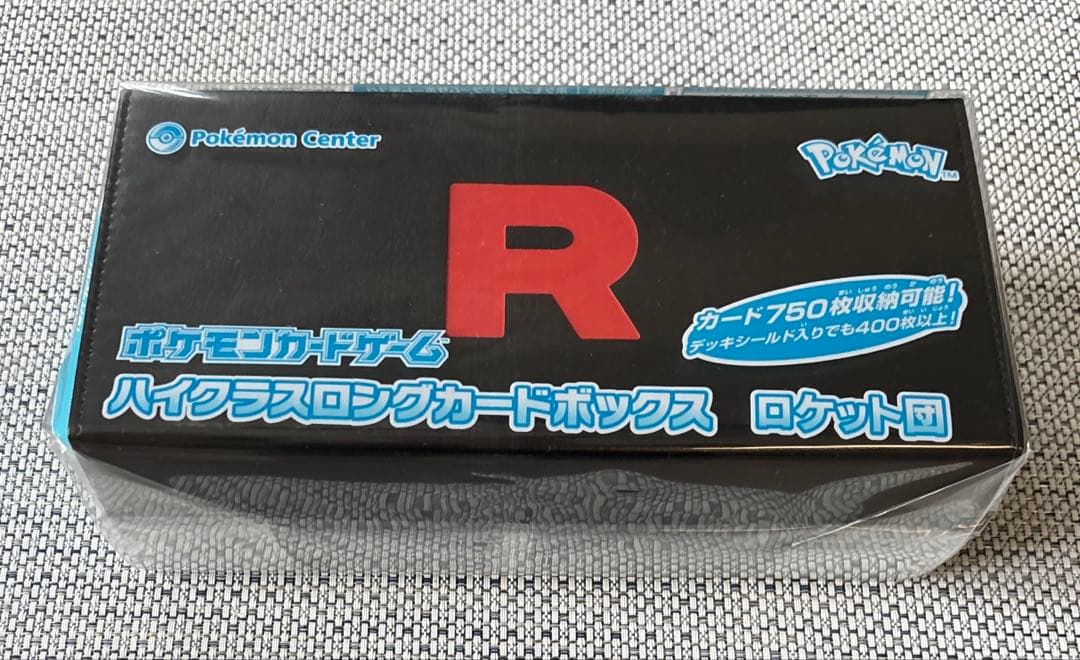 Pokémon Center
POKéMON™
R
カード750枚収納可能!
デッキシールド入りでも400枚以上!
ポケモンカードゲーム
ハイクラスロングカードボックス ロケット団